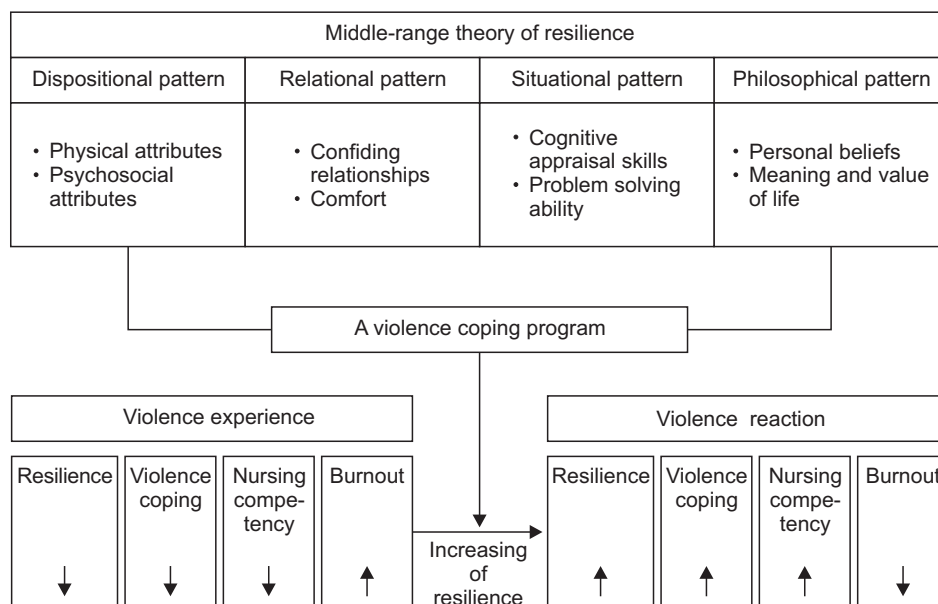 Middle-range theory of resilience
Dispositional pattern
Relational pattern
Situational pattern
Philosophical pattern
• Physical attributes
• Psychosocial
attributes
• Confiding
relationships
• Comfort
• Cognitive
appraisal skills
• Problem solving
ability
• Personal beliefs
• Meaning and value
of life
A violence coping program
Violence experience
Resilience
Violence
coping
Nursing
compe-
tency
Burnout
Increasing
of
resilience
Violence reaction
Resilience
Violence
coping
Nursing
compe-
tency
Burnout